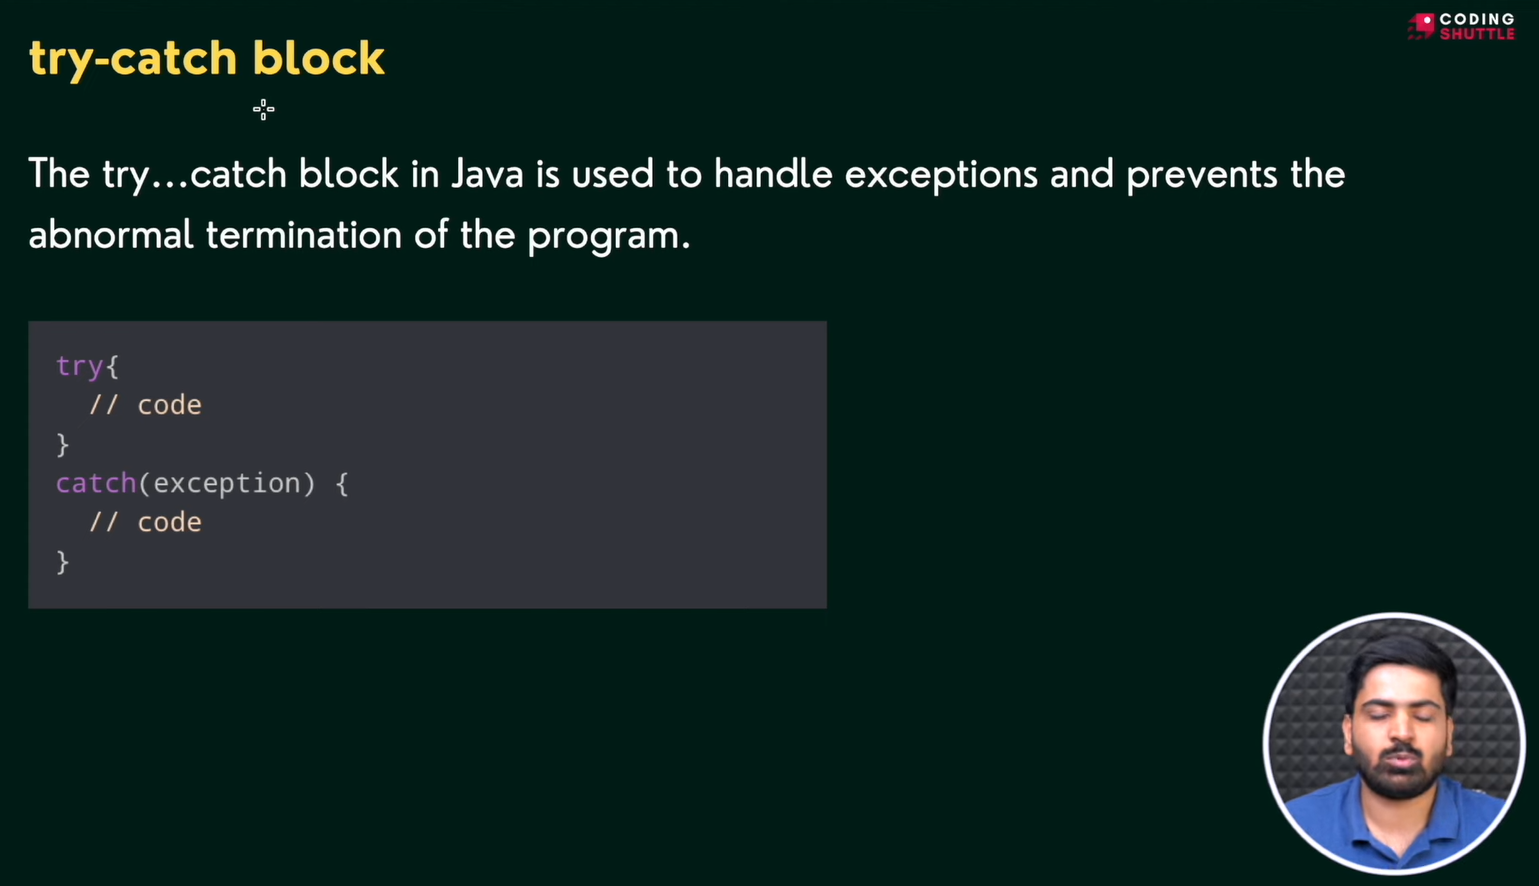 CODING
SHUTTLE
try-catch block
The try...catch block in Java is used to handle exceptions and prevents the
abnormal termination of the program.
try{
  // code
}
catch(exception) {
  // code
}